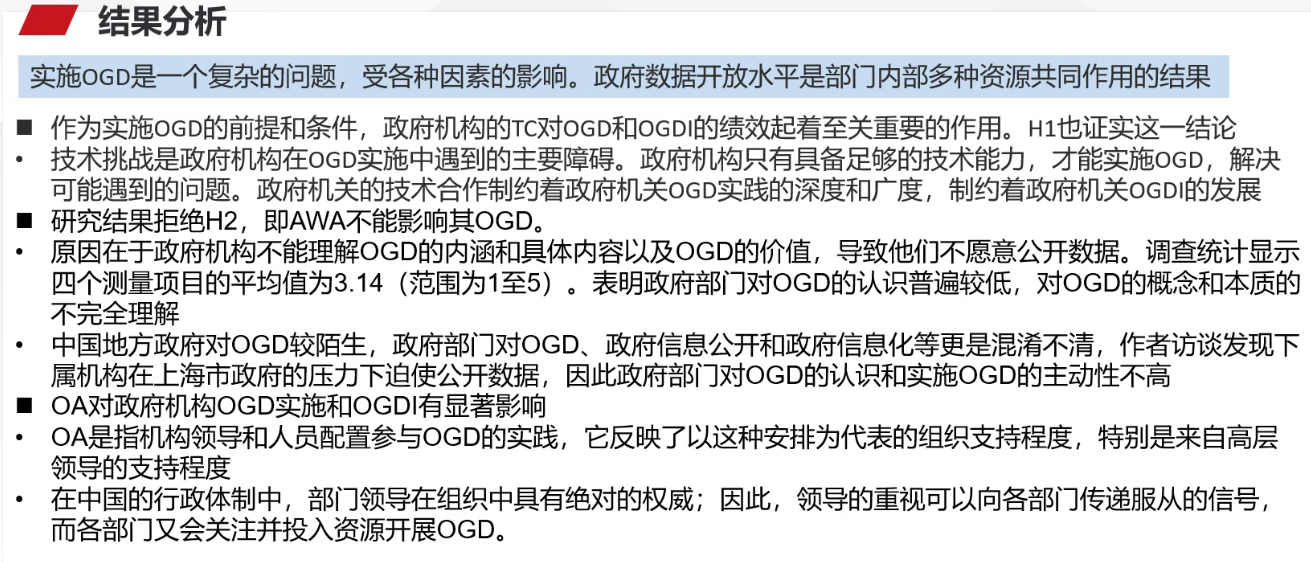 结果分析
实施OGD是一个复杂的问题，受各种因素的影响。政府数据开放水平是部门内部多种资源共同作用的结果
■ 作为实施OGD的前提和条件，政府机构的TC对OGD和OGDI的绩效起着至关重要的作用。H1也证实这一结论
• 技术挑战是政府机构在OGD实施中遇到的主要障碍。政府机构只有具备足够的技术能力，才能实施OGD，解决
可能遇到的问题。政府机关的技术合作制约着政府机关OGD实践的深度和广度，制约着政府机关OGDI的发展
■ 研究结果拒绝H2，即AWA不能影响其OGD。
• 原因在于政府机构不能理解OGD的内涵和具体内容以及OGD的价值，导致他们不愿意公开数据。调查统计显示
四个测量项目的平均值为3.14（范围为1至5）。表明政府部门对OGD的认识普遍较低，对OGD的概念和本质的
不完全理解
• 中国地方政府对OGD较陌生，政府部门对OGD、政府信息公开和政府信息化等更是混淆不清，作者访谈发现下
属机构在上海市政府的压力下迫使公开数据，因此政府部门对OGD的认识和实施OGD的主动性不高
■ OA对政府机构OGD实施和OGDI有显著影响
• OA是指机构领导和人员配置参与OGD的实践，它反映了以这种安排为代表的组织支持程度，特别是来自高层
领导的支持程度
• 在中国的行政体制中，部门领导在组织中具有绝对的权威；因此，领导的重视可以向各部门传递服从的信号，
而各部门又会关注并投入资源开展OGD。